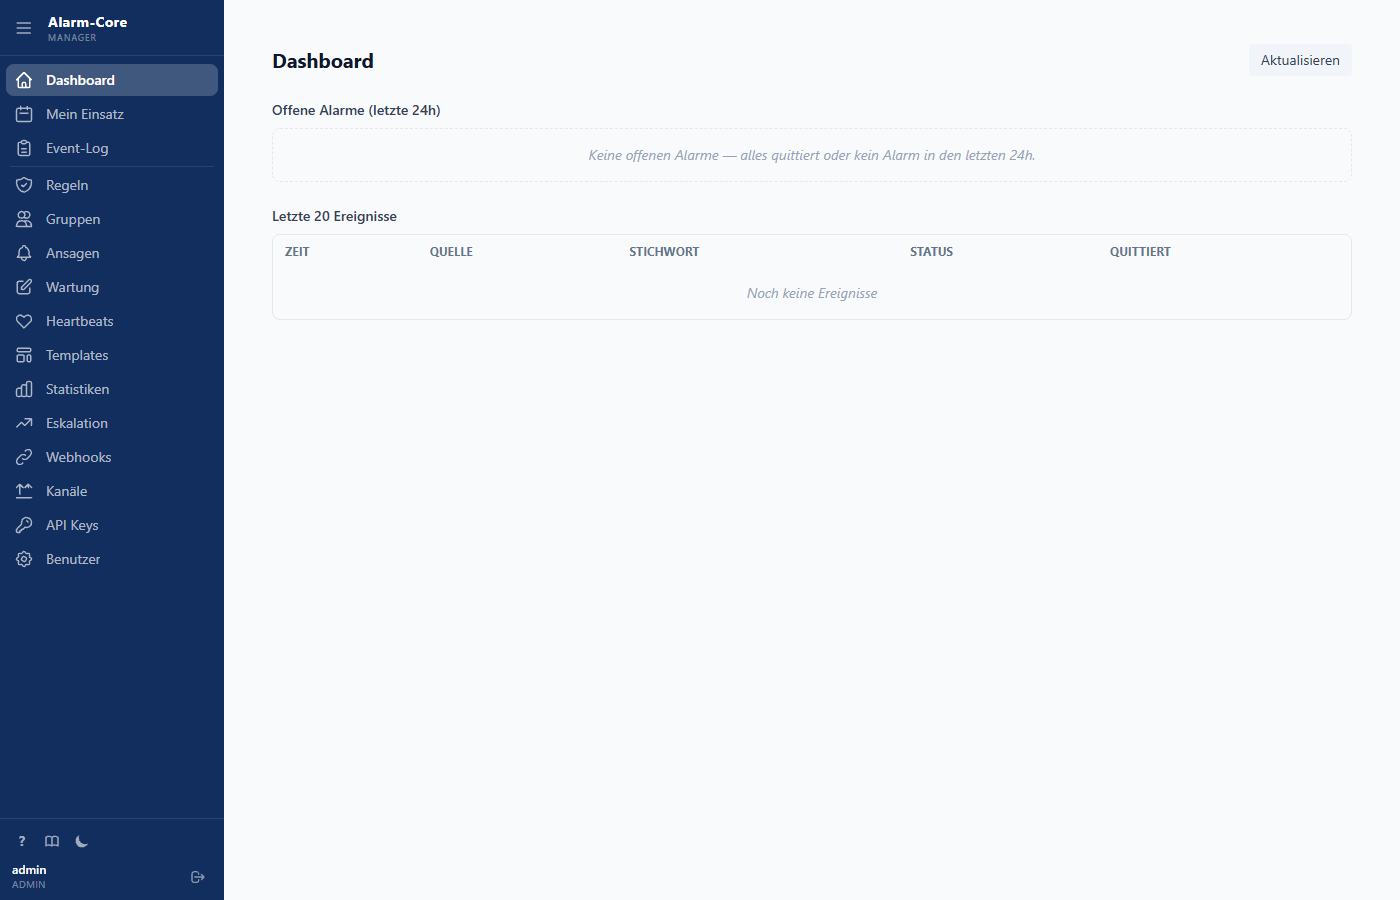 Alarm-Core
MANAGER
Dashboard
Mein Einsatz
Event-Log
Regeln
Gruppen
Ansagen
Wartung
Heartbeats
Templates
Statistiken
Eskalation
Webhooks
Kanäle
API Keys
Benutzer
?
admin
ADMIN
Dashboard
Aktualisieren
Offene Alarme (letzte 24h)
Keine offenen Alarme — alles quittiert oder kein Alarm in den letzten 24h.
Letzte 20 Ereignisse
ZEIT QUELLE STICHWORT STATUS QUITTIERT
Noch keine Ereignisse